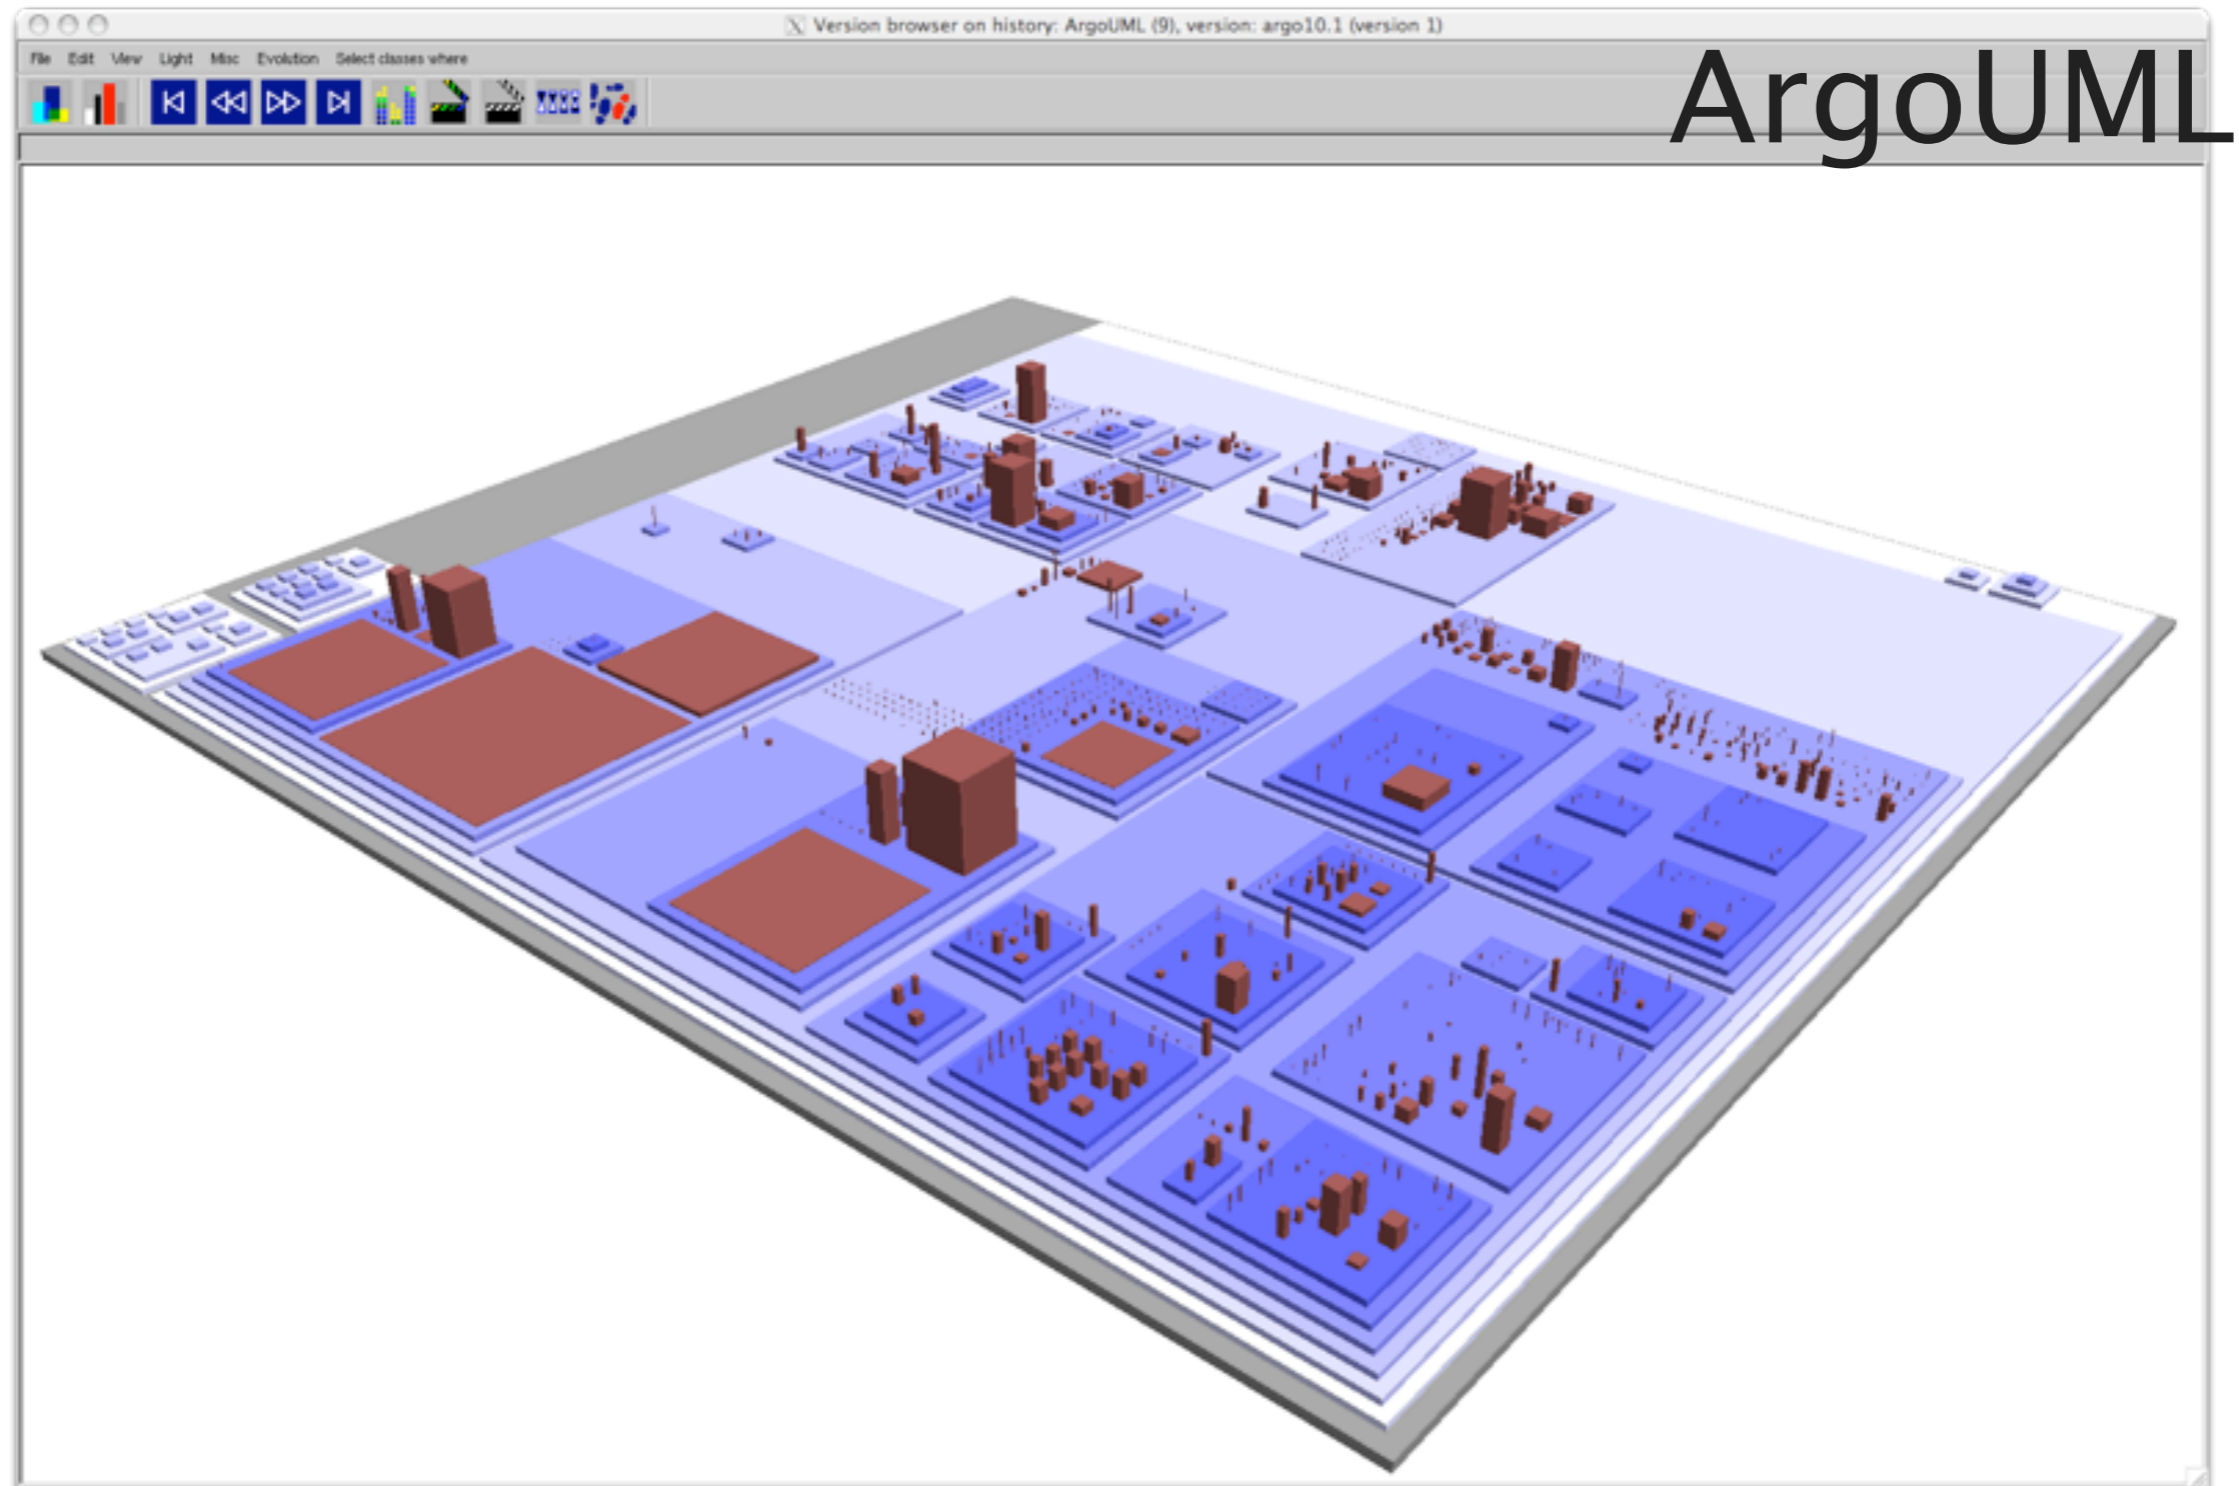 Version browser on history: ArgoUML (9), version: argo10.1 (version 1)
File Edit View Light Misc Evolution Select classes where
ArgoUML